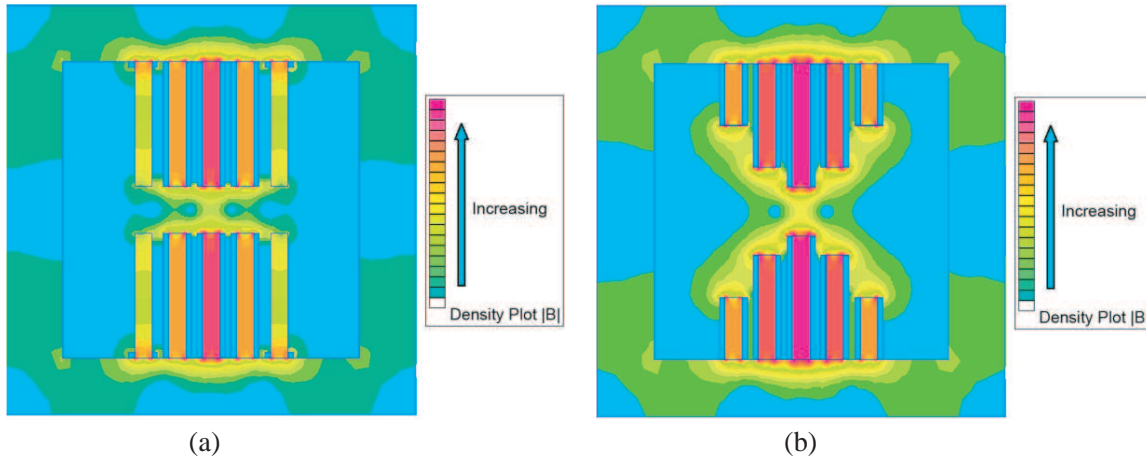 Increasing
Density Plot |B|
Increasing
Density Plot |B
(a)
(b)